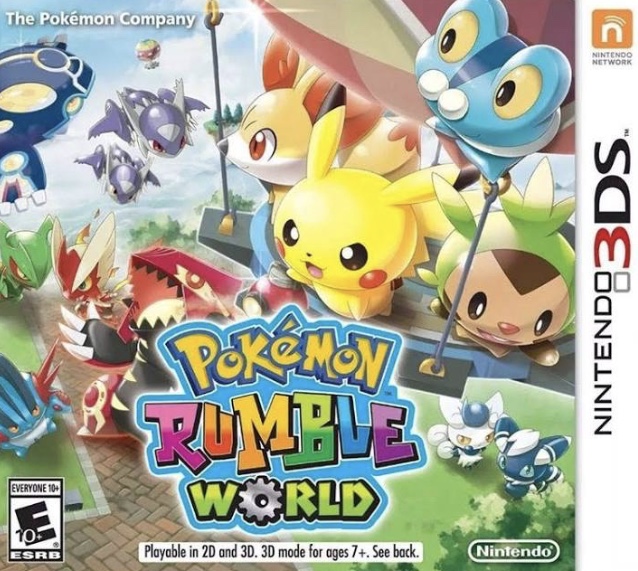 The Pokémon Company
NINTENDO
NETWORK
NINTENDO 3DS™
POKéMON
RUMBLE
WORLD
EVERYONE 10+
E
10+
ESRB
Playable in 2D and 3D. 3D mode for ages 7+. See back.
Nintendo